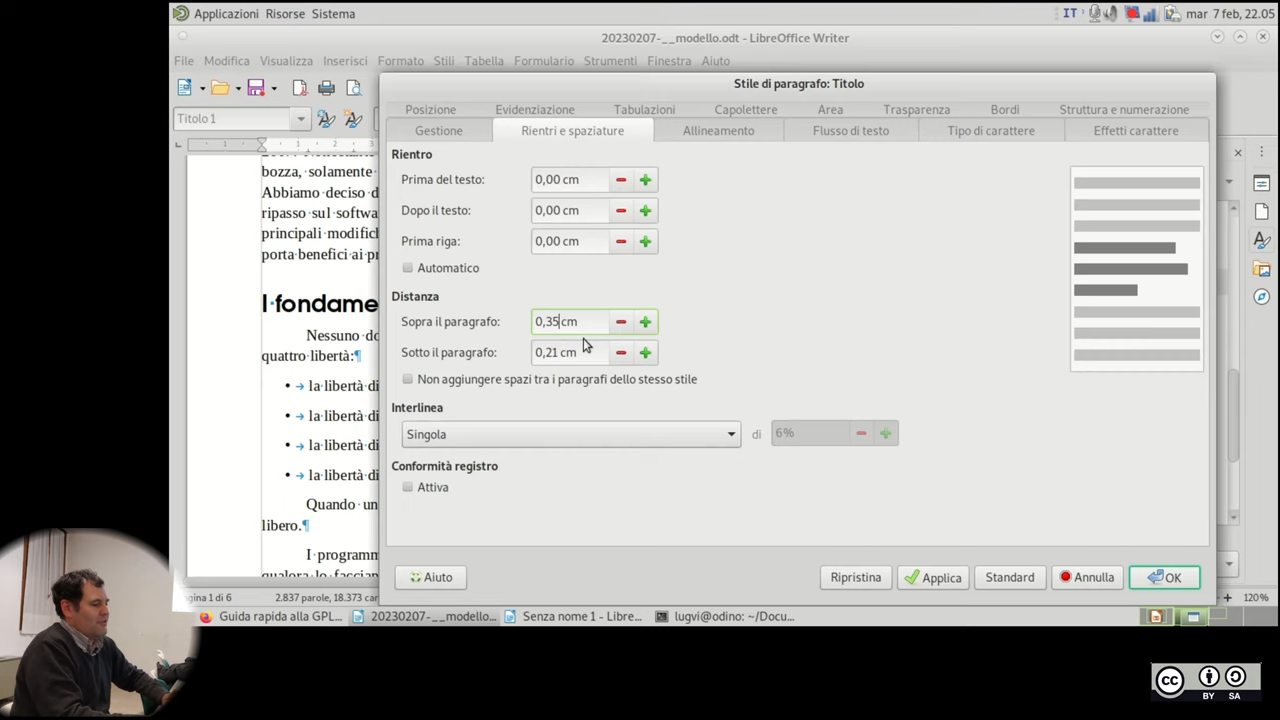 Applicazioni Risorse Sistema
IT
mar 7 feb, 22.05
20230207-__modello.odt - LibreOffice Writer
File Modifica Visualizza Inserisci Formato Stili Tabella Formulario Strumenti Finestra Aiuto
Titolo 1
Stile di paragrafo: Titolo
Posizione Evidenziazione Tabulazioni Capolettere Area Trasparenza Bordi Struttura e numerazione
Gestione Rientri e spaziature Allineamento Flusso di testo Tipo di carattere Effetti carattere
Rientro
Prima del testo: 0,00 cm
Dopo il testo: 0,00 cm
Prima riga: 0,00 cm
Automatico
Distanza
Sopra il paragrafo: 0,35 cm
Sotto il paragrafo: 0,21 cm
Non aggiungere spazi tra i paragrafi dello stesso stile
Interlinea
Singola di 6%
Conformità registro
Attiva
Aiuto Ripristina Applica Standard Annulla OK
bozza, solamente
Abbiamo deciso d
ripasso sul softwa
principali modific
porta benefici ai pr
I fondame
Nessuno do
quattro libertà:¶
• → la libertà di
• → la libertà di
• → la libertà di
• → la libertà di
Quando un
libero.¶
I programm
qualora lo facciano
Pagina 1 di 6 2.837 parole, 18.373 car
120%
Guida rapida alla GPL... 20230207-__modello... Senza nome 1 - Libre... lugvi@odino: ~/Docu...
CC BY SA